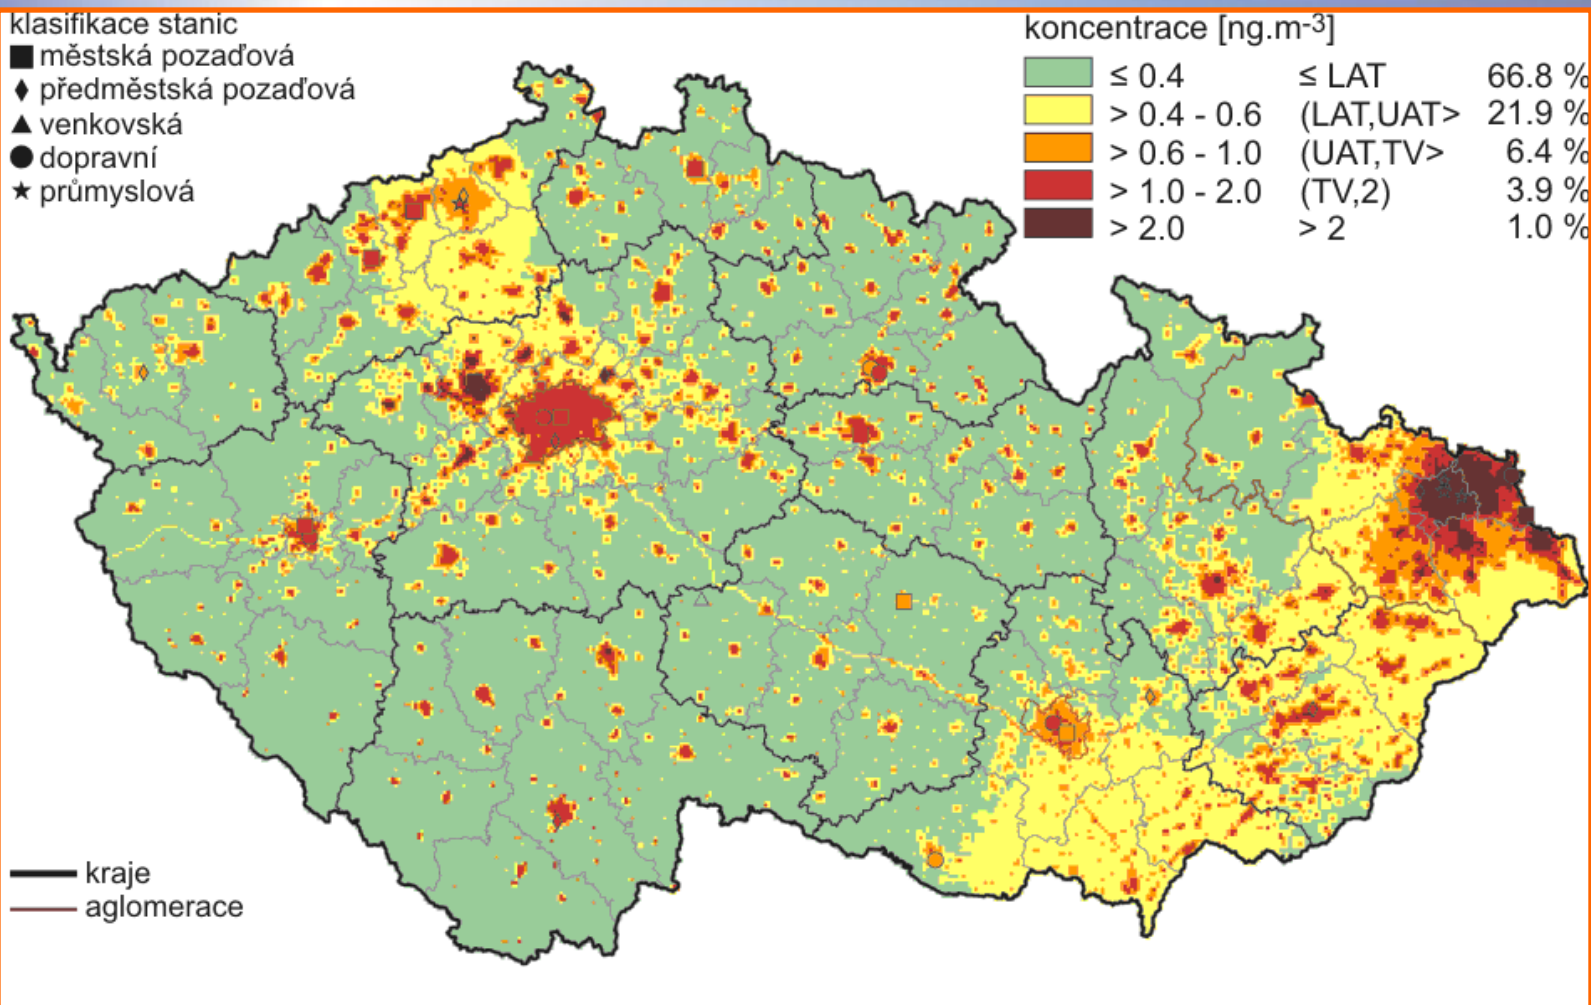 klasifikace stanic
městská pozaďová
předměstská pozaďová
venkovská
dopravní
průmyslová
koncentrace [ng.m-3]
≤ 0.4 ≤ LAT 66.8 %
> 0.4 - 0.6 (LAT,UAT> 21.9 %
> 0.6 - 1.0 (UAT,TV> 6.4 %
> 1.0 - 2.0 (TV,2) 3.9 %
> 2.0 > 2 1.0 %
kraje
aglomerace